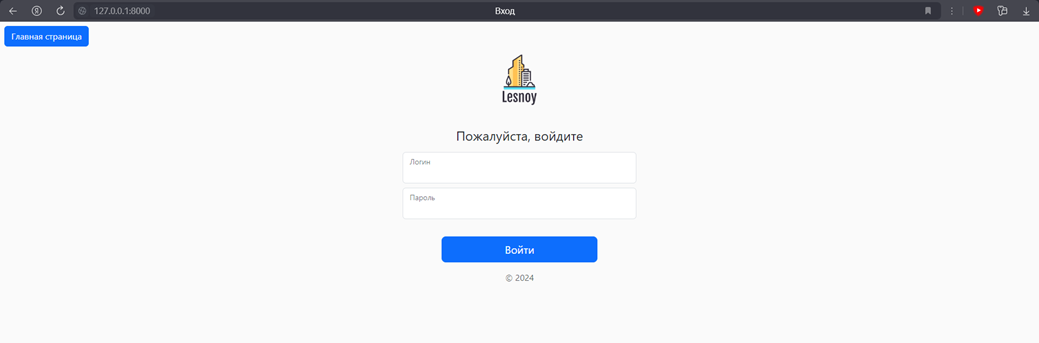 127.0.0.1:8000
Вход
Главная страница
Lesnoy
Пожалуйста, войдите
Логин
Пароль
Войти
© 2024